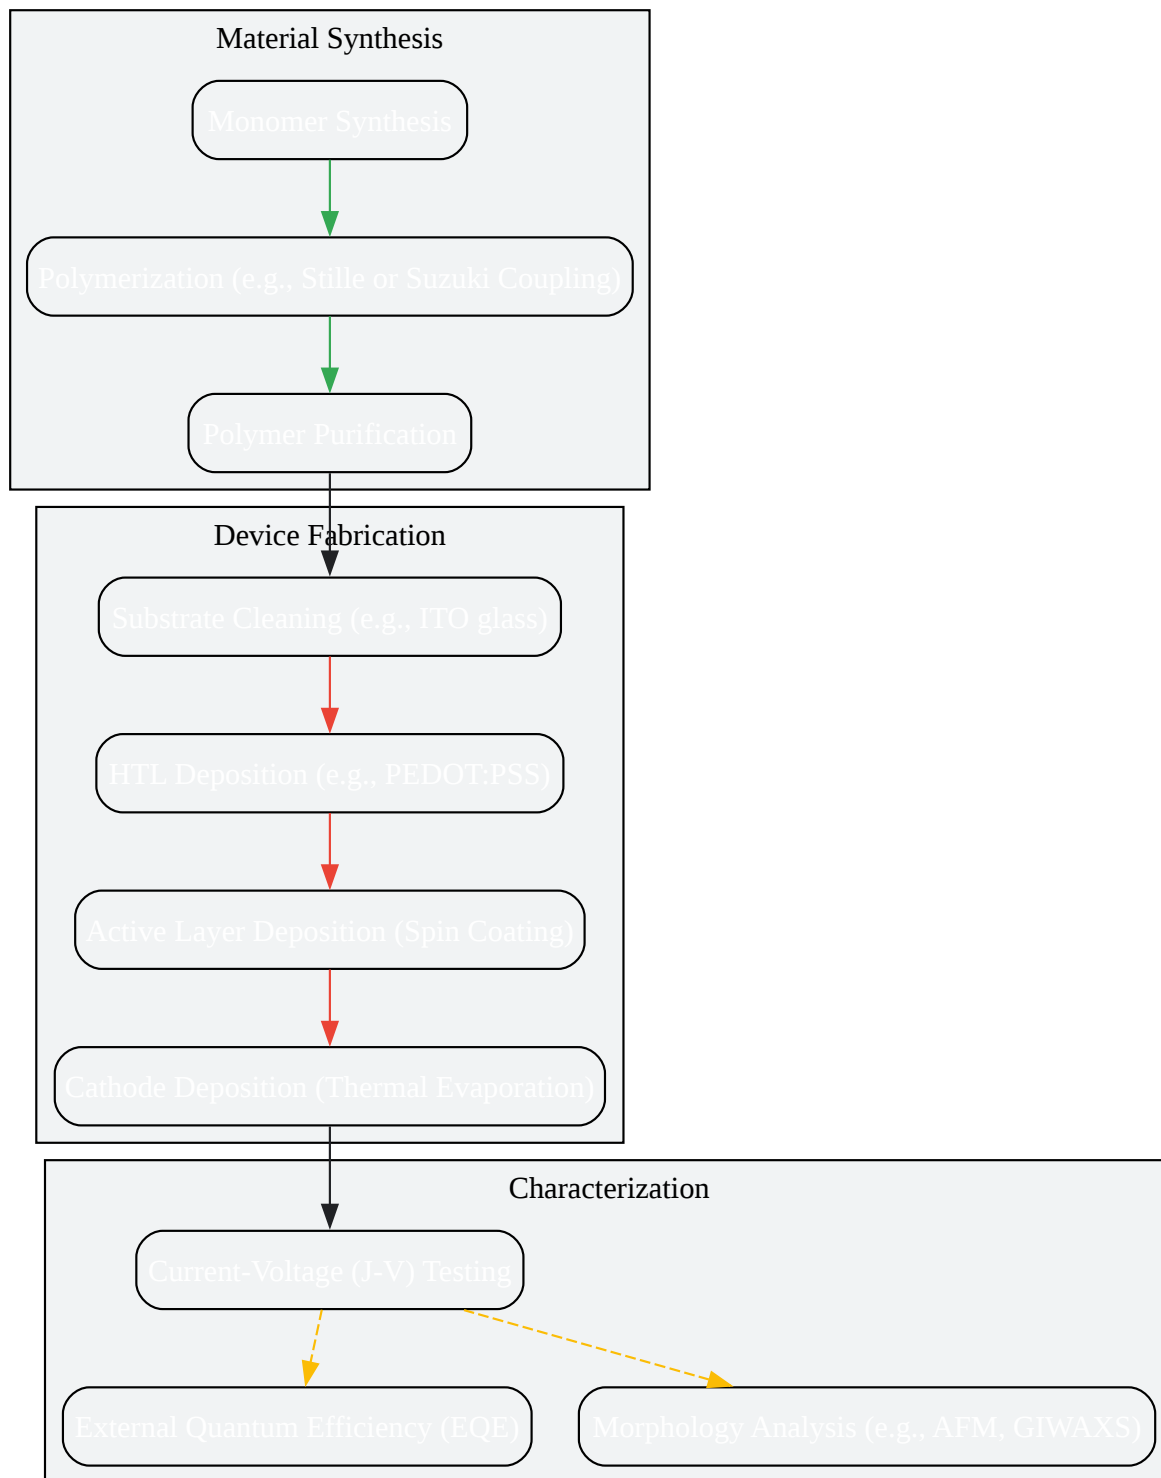 Material Synthesis
Monomer Synthesis
Polymerization (e.g., Stille or Suzuki Coupling)
Polymer Purification
Device Fabrication
Substrate Cleaning (e.g., ITO glass)
HTL Deposition (e.g., PEDOT:PSS)
Active Layer Deposition (Spin Coating)
Cathode Deposition (Thermal Evaporation)
Characterization
Current-Voltage (J-V) Testing
External Quantum Efficiency (EQE)
Morphology Analysis (e.g., AFM, GIWAXS)